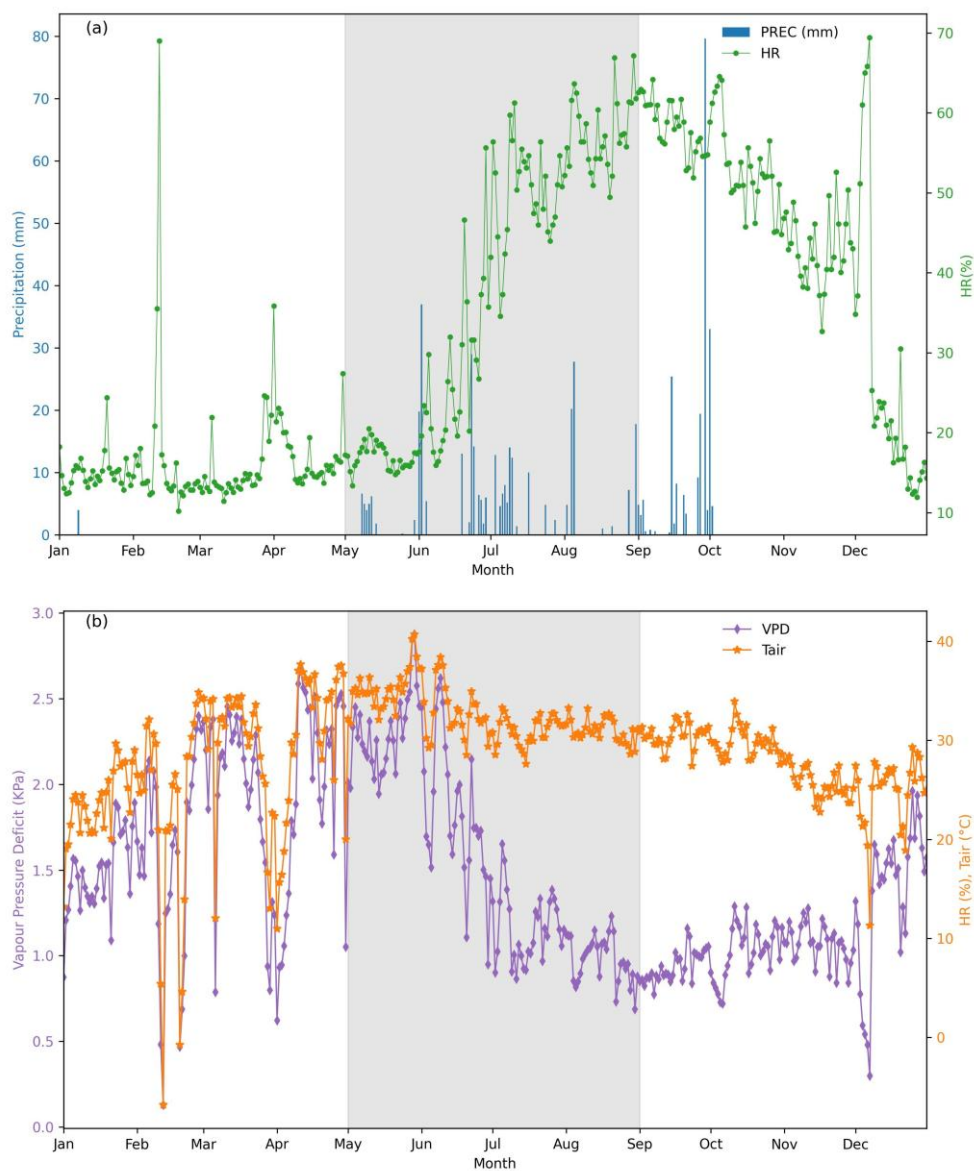 (a)
PREC (mm)
HR
Precipitation (mm)
80
70
60
50
40
30
20
10
0
HR(%)
70
60
50
40
30
20
10
Jan Feb Mar Apr May Jun Jul Aug Sep Oct Nov Dec
Month
(b)
VPD
Tair
Vapour Pressure Deficit (KPa)
3.0
2.5
2.0
1.5
1.0
0.5
0.0
HR (%), Tair (°C)
40
30
20
10
0
Jan Feb Mar Apr May Jun Jul Aug Sep Oct Nov Dec
Month